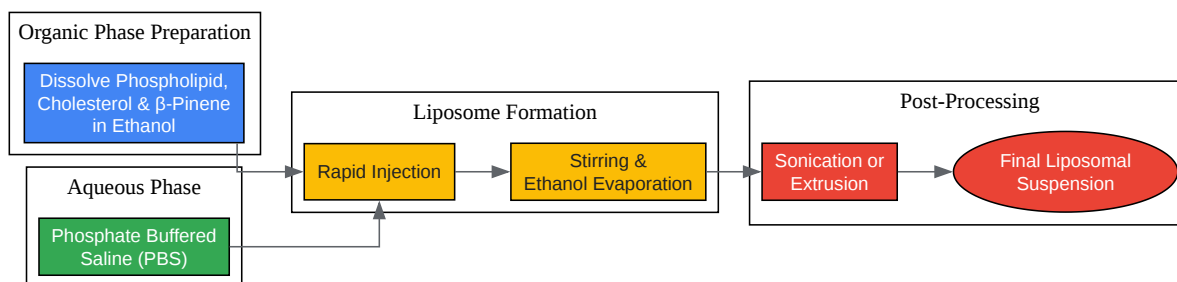 Organic Phase Preparation
Dissolve Phospholipid,
Cholesterol & β-Pinene
in Ethanol
Aqueous Phase
Phosphate Buffered
Saline (PBS)
Liposome Formation
Rapid Injection
Stirring &
Ethanol Evaporation
Post-Processing
Sonication or
Extrusion
Final Liposomal
Suspension